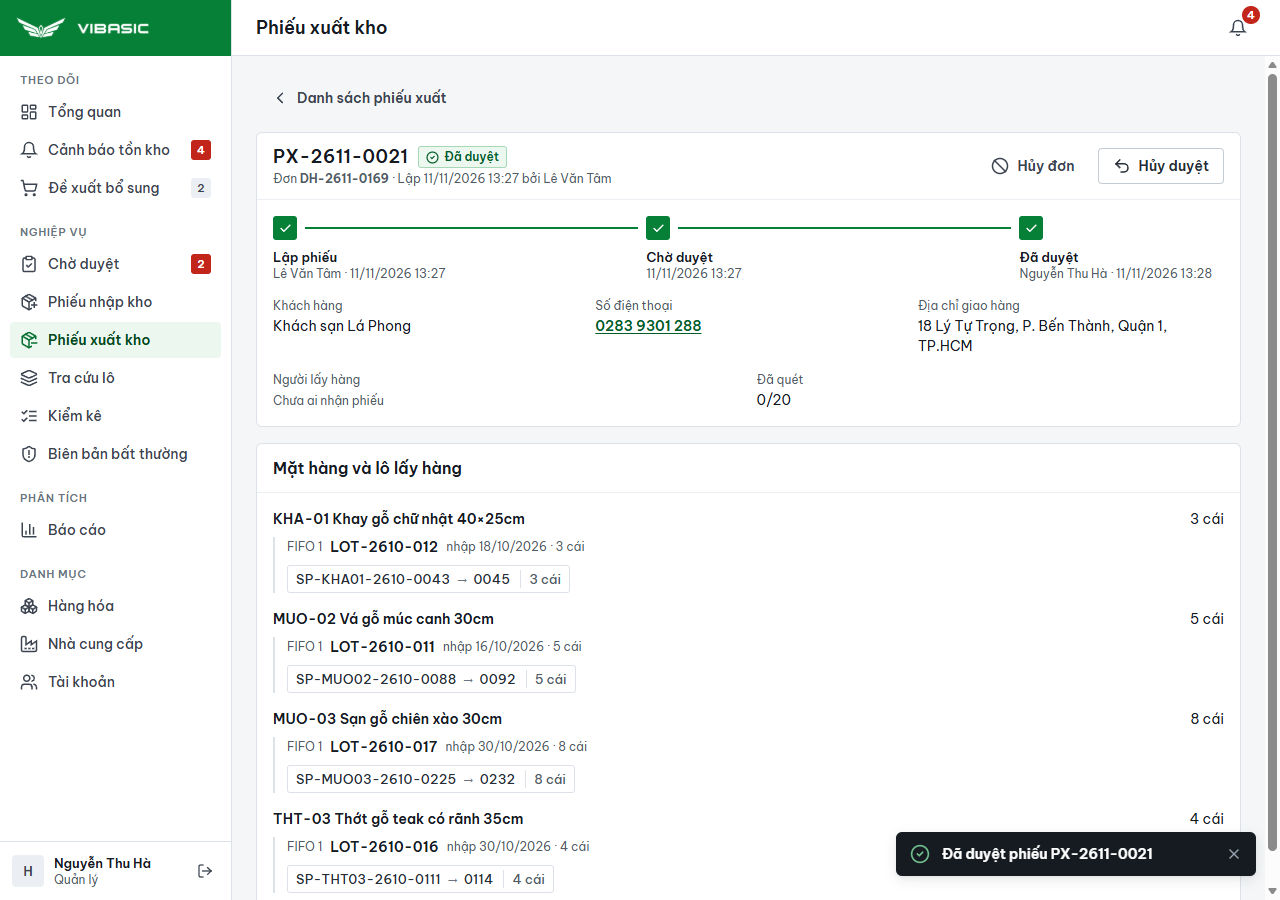 VIBASIC
Phiếu xuất kho
4
THEO DÕI
Tổng quan
Cảnh báo tồn kho 4
Đề xuất bổ sung 2
NGHIỆP VỤ
Chờ duyệt 2
Phiếu nhập kho
Phiếu xuất kho
Tra cứu lô
Kiểm kê
Biên bản bất thường
PHÂN TÍCH
Báo cáo
DANH MỤC
Hàng hóa
Nhà cung cấp
Tài khoản
H
Nguyễn Thu Hà
Quản lý
Danh sách phiếu xuất
PX-2611-0021 Đã duyệt
Đơn DH-2611-0169 · Lập 11/11/2026 13:27 bởi Lê Văn Tâm
Hủy đơn
Hủy duyệt
Lập phiếu
Lê Văn Tâm · 11/11/2026 13:27
Chờ duyệt
11/11/2026 13:27
Đã duyệt
Nguyễn Thu Hà · 11/11/2026 13:28
Khách hàng
Khách sạn Lá Phong
Số điện thoại
0283 9301 288
Địa chỉ giao hàng
18 Lý Tự Trọng, P. Bến Thành, Quận 1,
TP.HCM
Người lấy hàng
Chưa ai nhận phiếu
Đã quét
0/20
Mặt hàng và lô lấy hàng
KHA-01 Khay gỗ chữ nhật 40×25cm 3 cái
FIFO 1 LOT-2610-012 nhập 18/10/2026 · 3 cái
SP-KHA01-2610-0043 → 0045 3 cái
MUO-02 Vá gỗ múc canh 30cm 5 cái
FIFO 1 LOT-2610-011 nhập 16/10/2026 · 5 cái
SP-MUO02-2610-0088 → 0092 5 cái
MUO-03 Sạn gỗ chiên xào 30cm 8 cái
FIFO 1 LOT-2610-017 nhập 30/10/2026 · 8 cái
SP-MUO03-2610-0225 → 0232 8 cái
THT-03 Thớt gỗ teak có rãnh 35cm 4 cái
FIFO 1 LOT-2610-016 nhập 30/10/2026 · 4 cái
SP-THT03-2610-0111 → 0114 4 cái
Đã duyệt phiếu PX-2611-0021